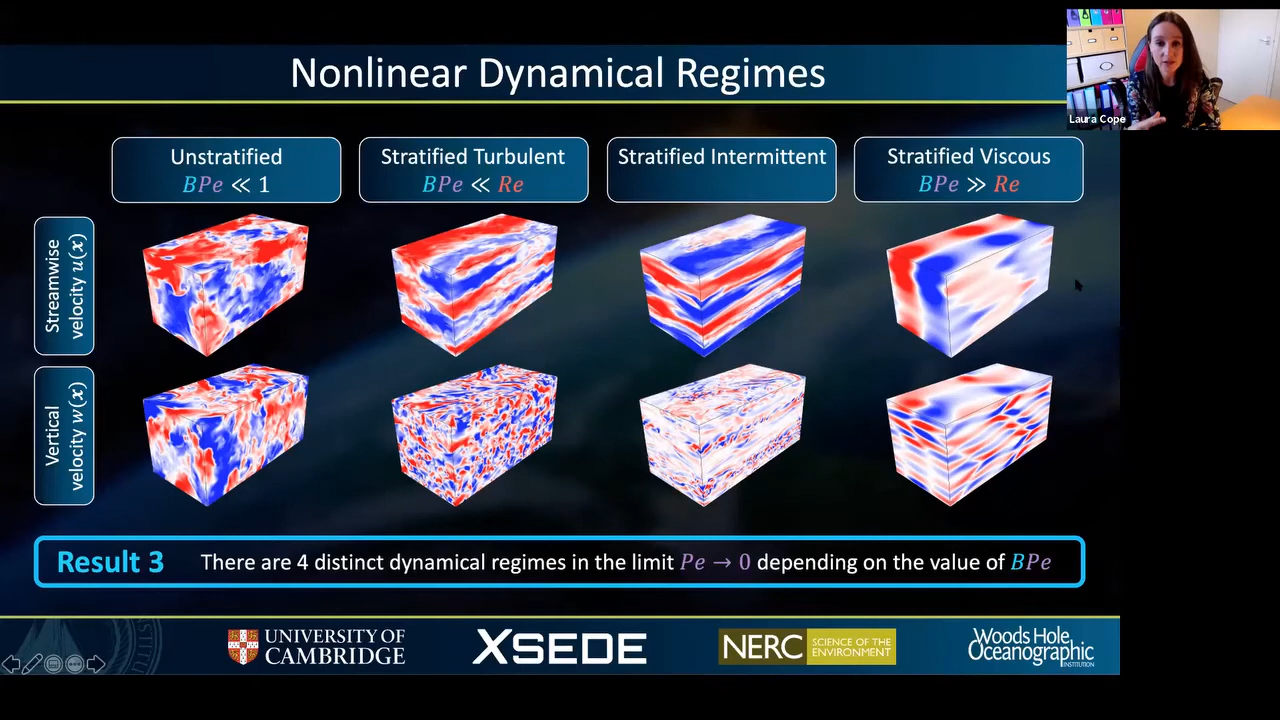 Nonlinear Dynamical Regimes
Laura Cope
Unstratified
BPe ≪ 1
Stratified Turbulent
BPe ≪ Re
Stratified Intermittent
Stratified Viscous
BPe ≫ Re
Streamwise
velocity u(x)
Vertical
velocity w(x)
Result 3
There are 4 distinct dynamical regimes in the limit Pe → 0 depending on the value of BPe
UNIVERSITY OF
CAMBRIDGE
XSEDE
NERC
SCIENCE OF THE
ENVIRONMENT
Woods Hole
Oceanographic
INSTITUTION